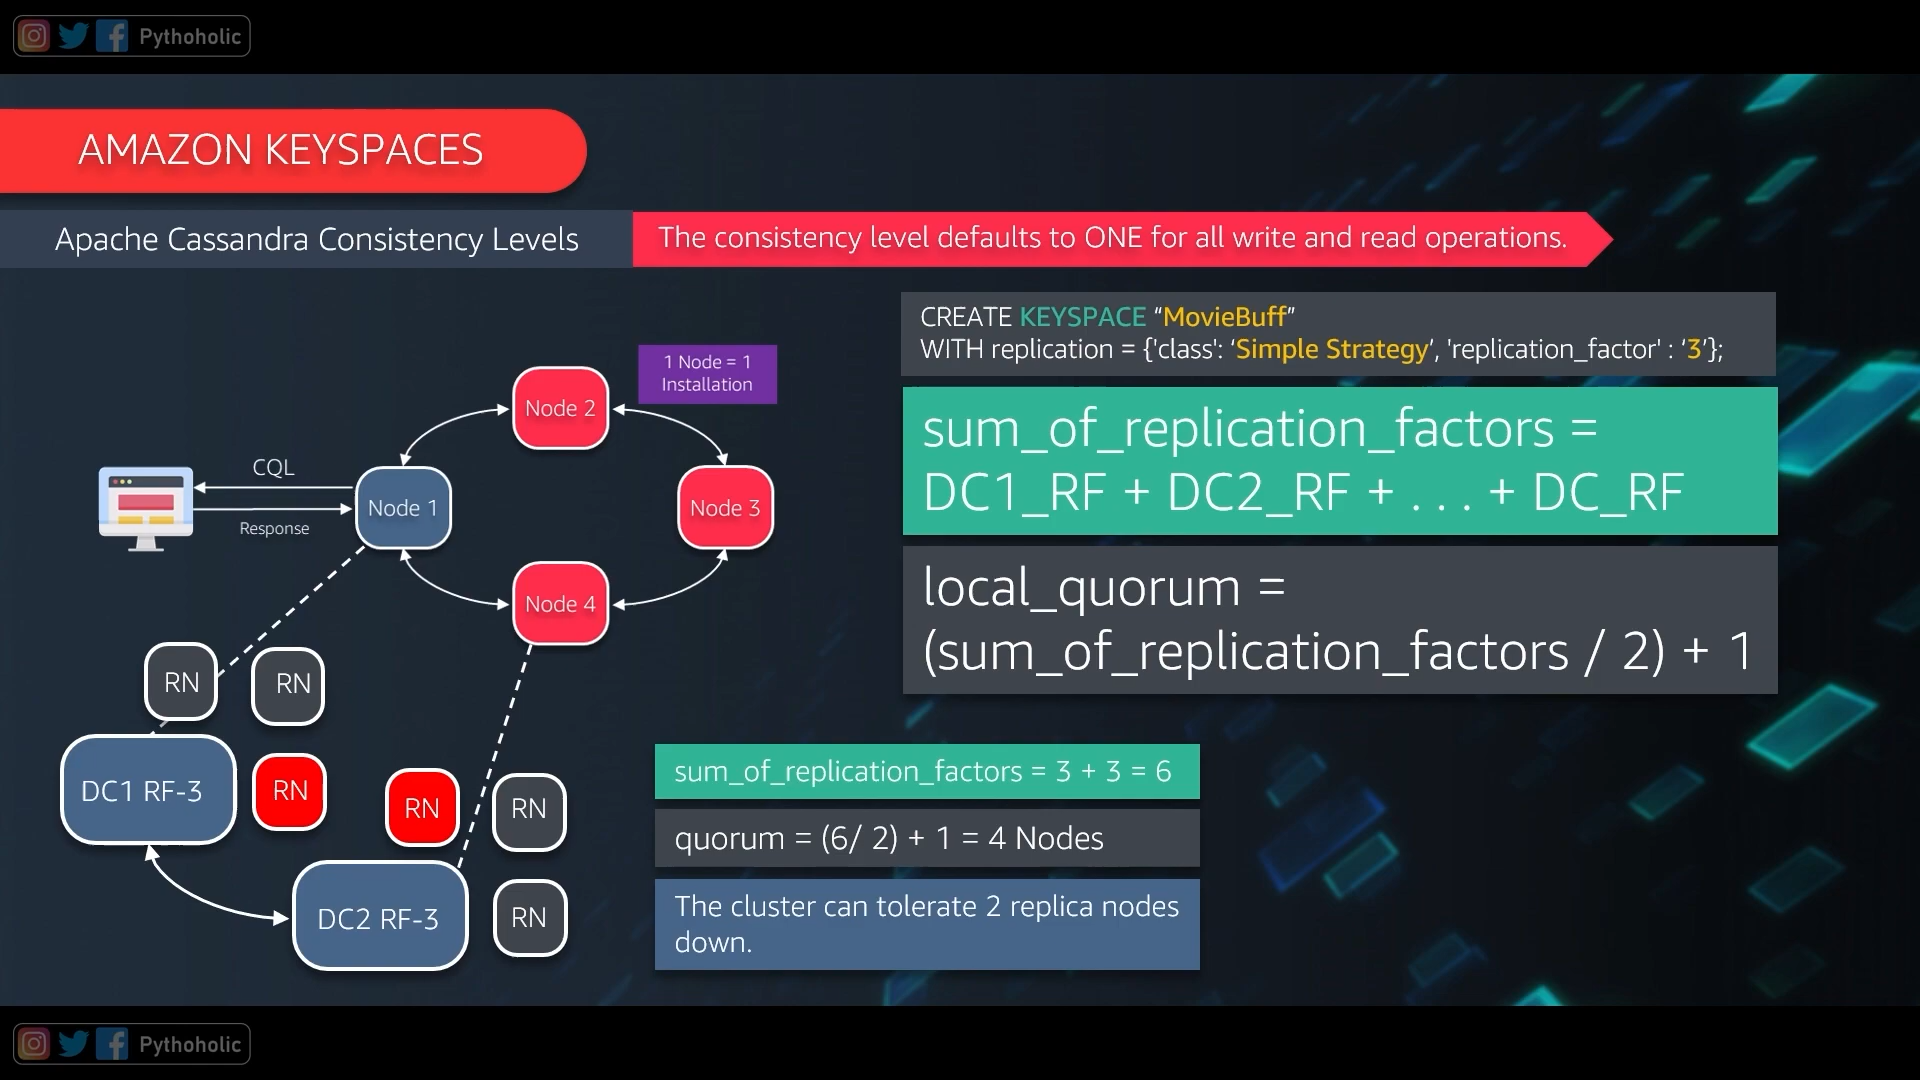 Pythoholic
AMAZON KEYSPACES
Apache Cassandra Consistency Levels
The consistency level defaults to ONE for all write and read operations.
CREATE KEYSPACE “MovieBuff”
WITH replication = {'class': ‘Simple Strategy’, 'replication_factor' : ‘3’};
1 Node = 1
Installation
Node 2
CQL
Node 1
Node 3
Response
Node 4
sum_of_replication_factors =
DC1_RF + DC2_RF + . . . + DC_RF
local_quorum =
(sum_of_replication_factors / 2) + 1
RN
RN
DC1 RF-3
RN
RN
RN
DC2 RF-3
RN
sum_of_replication_factors = 3 + 3 = 6
quorum = (6/ 2) + 1 = 4 Nodes
The cluster can tolerate 2 replica nodes
down.
Pythoholic